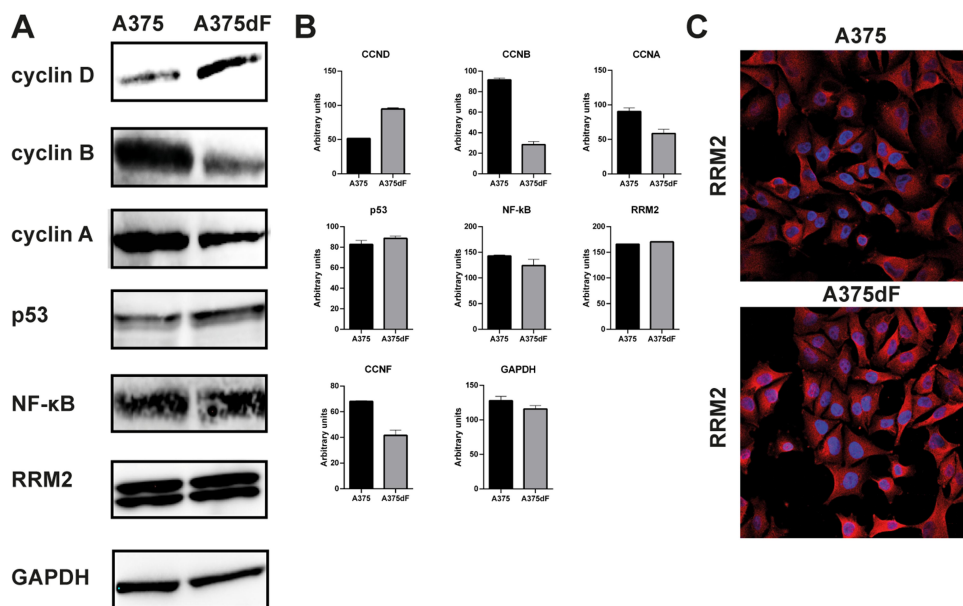 A
A375 A375dF
cyclin D
cyclin B
cyclin A
p53
NF-κB
RRM2
GAPDH
B
CCND
Arbitrary units
150
100
50
0
A375 A375dF
CCNB
Arbitrary units
100
80
60
40
20
0
A375 A375dF
CCNA
Arbitrary units
150
100
50
0
A375 A375dF
p53
Arbitrary units
100
80
60
40
20
0
A375 A375dF
NF-kB
Arbitrary units
200
150
100
50
0
A375 A375dF
RRM2
Arbitrary units
200
150
100
50
0
A375 A375dF
CCNF
Arbitrary units
80
60
40
20
0
A375 A375dF
GAPDH
Arbitrary units
150
100
50
0
A375 A375dF
C
A375
RRM2
A375dF
RRM2